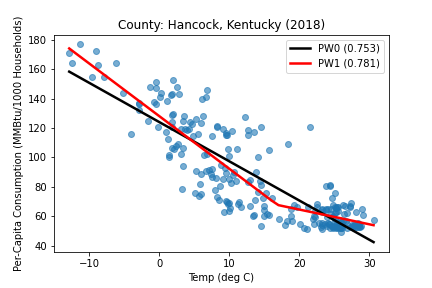 County: Hancock, Kentucky (2018)
PW0 (0.753)
PW1 (0.781)
Per-Capita Consumption (MMBtu/1000 Households)
180
160
140
120
100
80
60
40
−10
0
10
20
30
Temp (deg C)